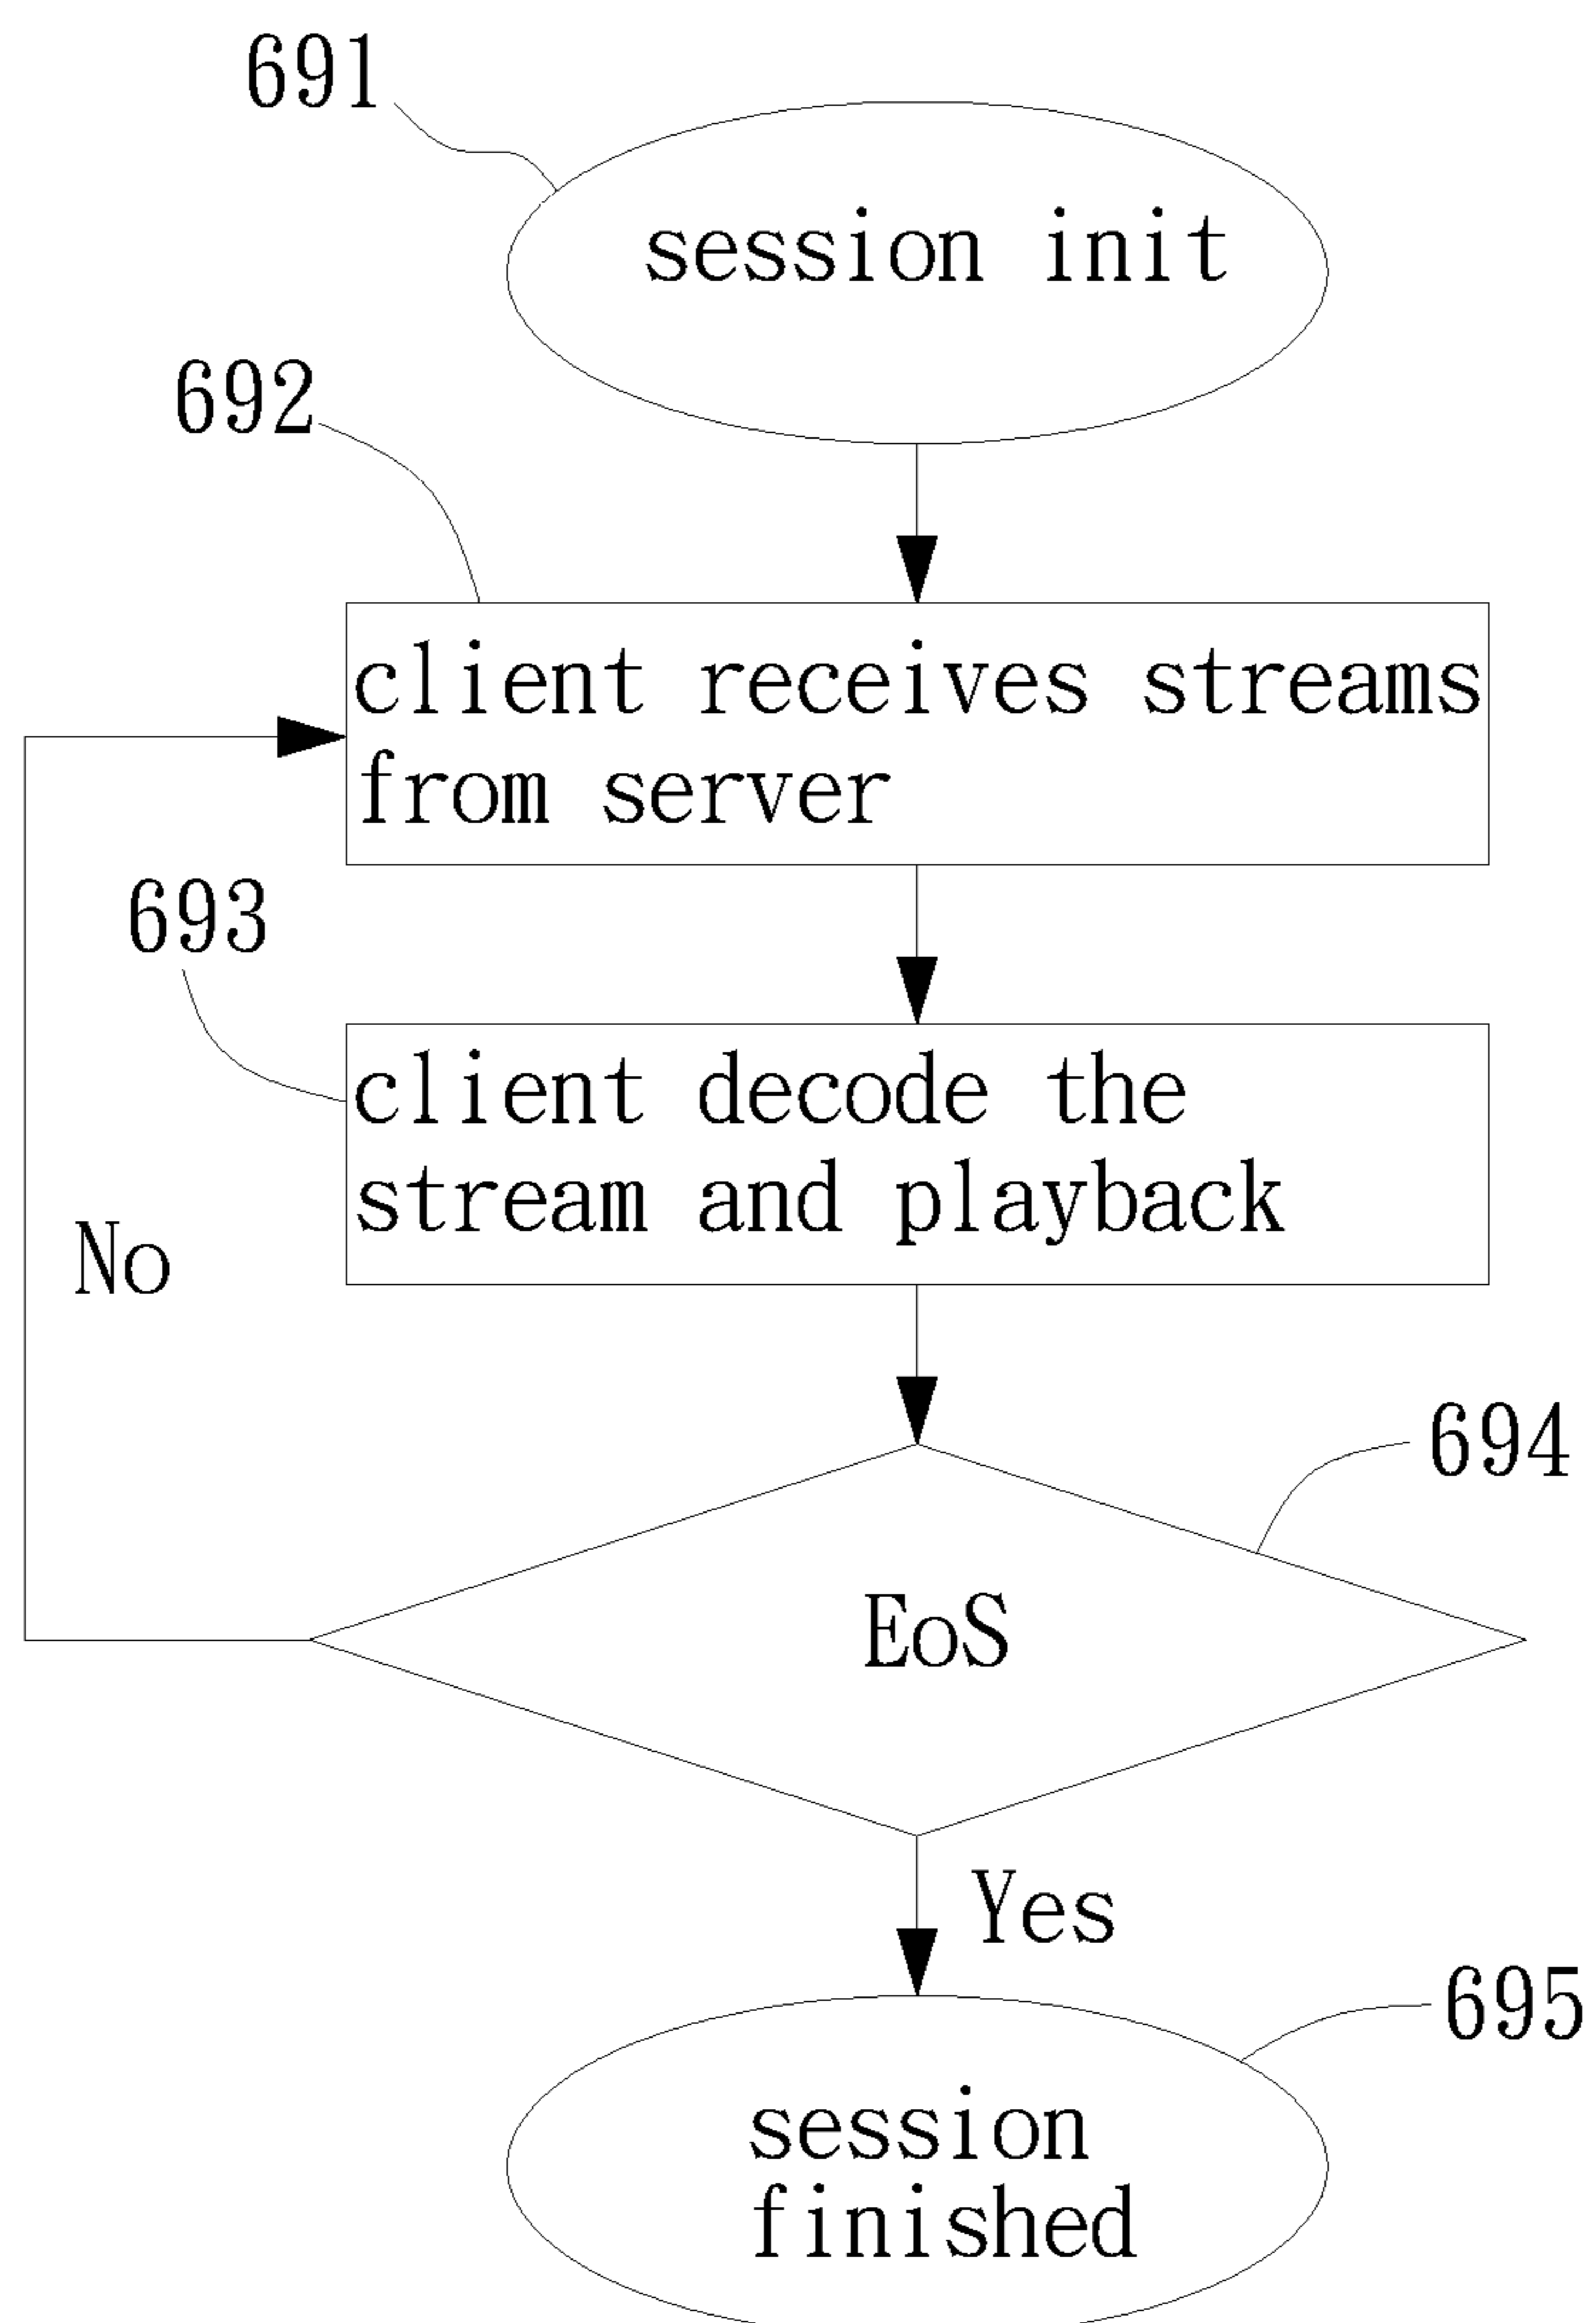 691
session init
692
client receives streams
from server
693
client decode the
stream and playback
No
694
EoS
Yes
695
session
finished